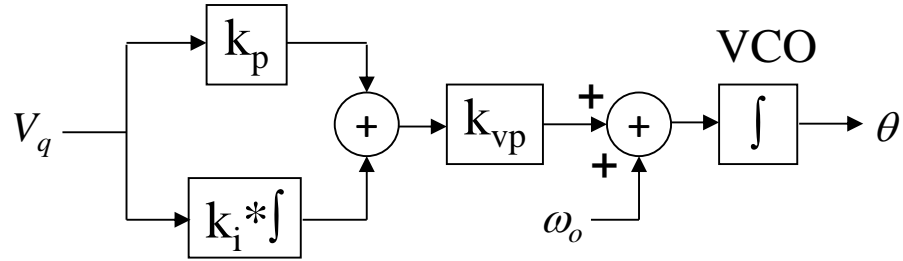 k_p
VCO
V_q
+
k_vp
+
+
+
∫
θ
k_i*∫
ω_o